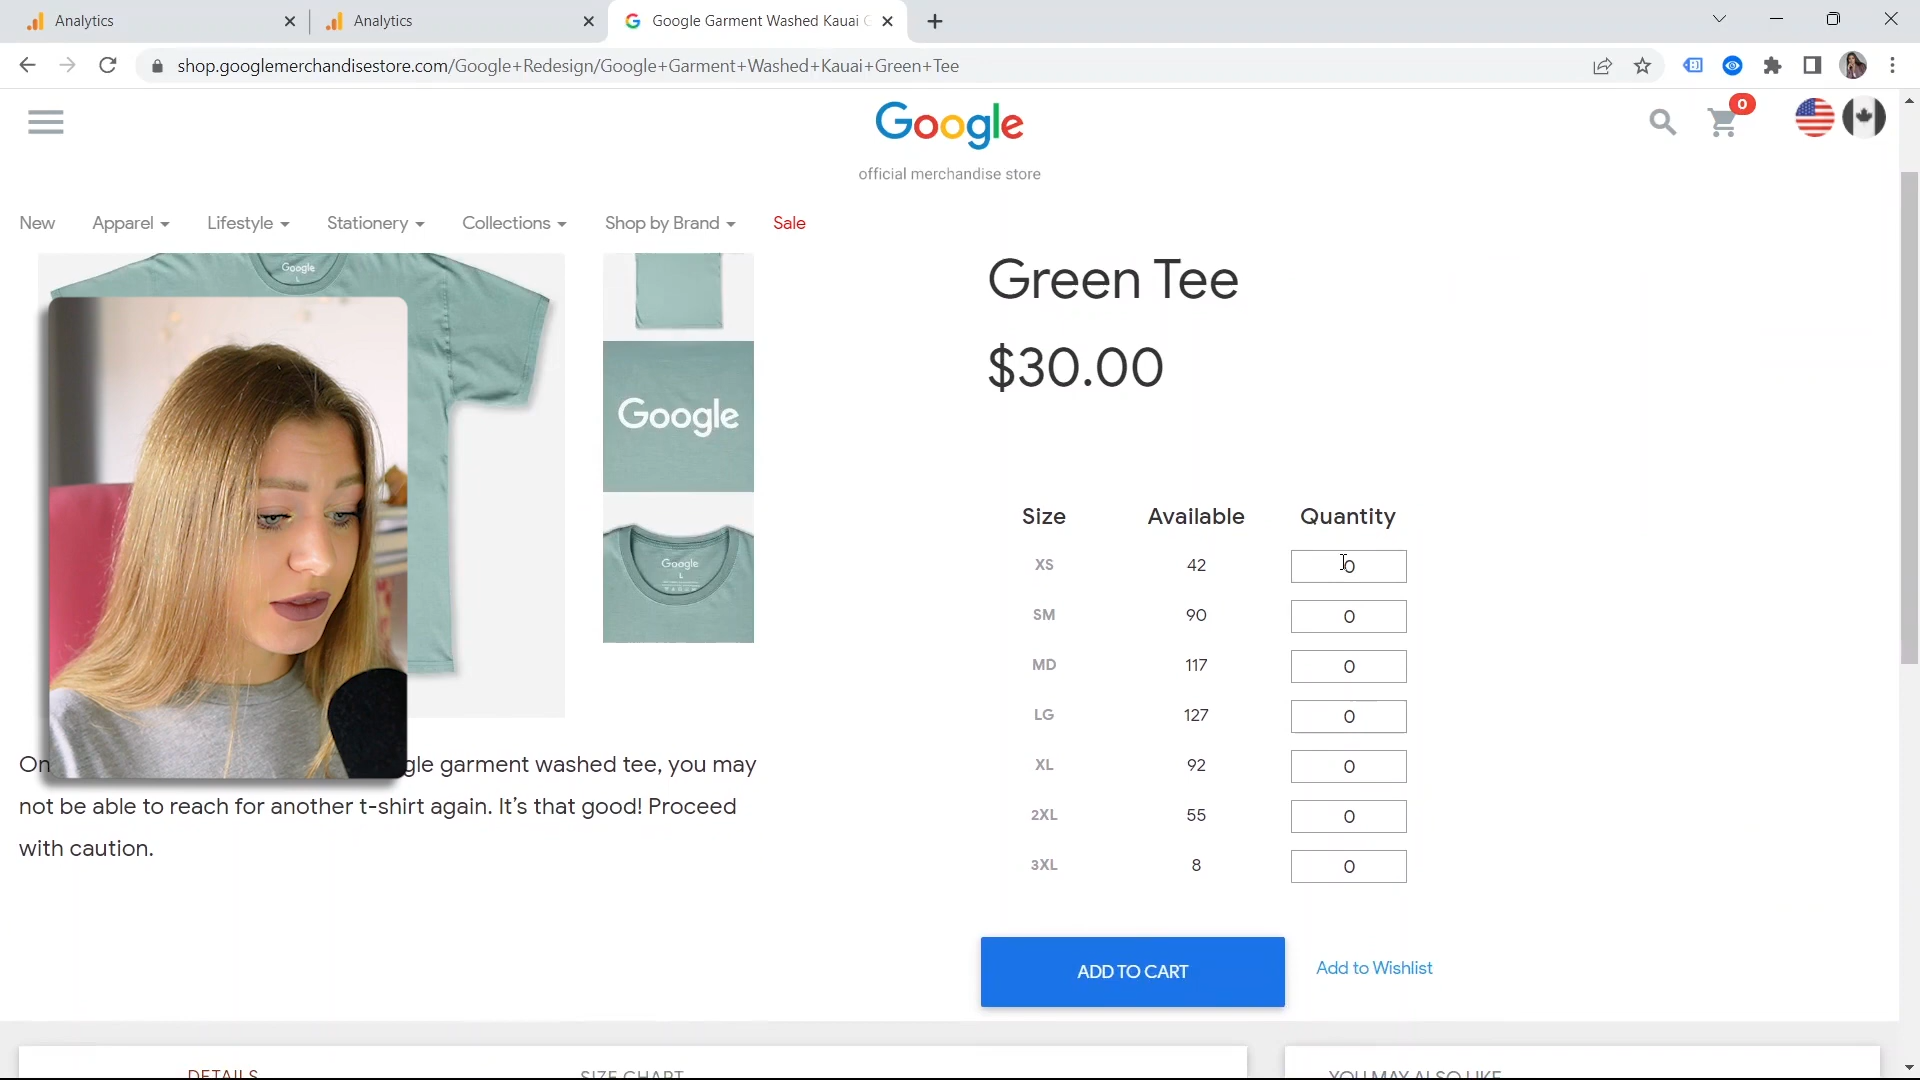 Analytics
Analytics
Google Garment Washed Kauai G
shop.googlemerchandisestore.com/Google+Redesign/Google+Garment+Washed+Kauai+Green+Tee
Google
0
official merchandise store
New Apparel Lifestyle Stationery Collections Shop by Brand Sale
Google
L
Green Tee
$30.00
Google
Google
L
Size Available Quantity
XS 42 0
SM 90 0
MD 117 0
LG 127 0
XL 92 0
2XL 55 0
3XL 8 0
On gle garment washed tee, you may
not be able to reach for another t-shirt again. It's that good! Proceed
with caution.
ADD TO CART Add to Wishlist
DETAILS SIZE CHART YOU MAY ALSO LIKE